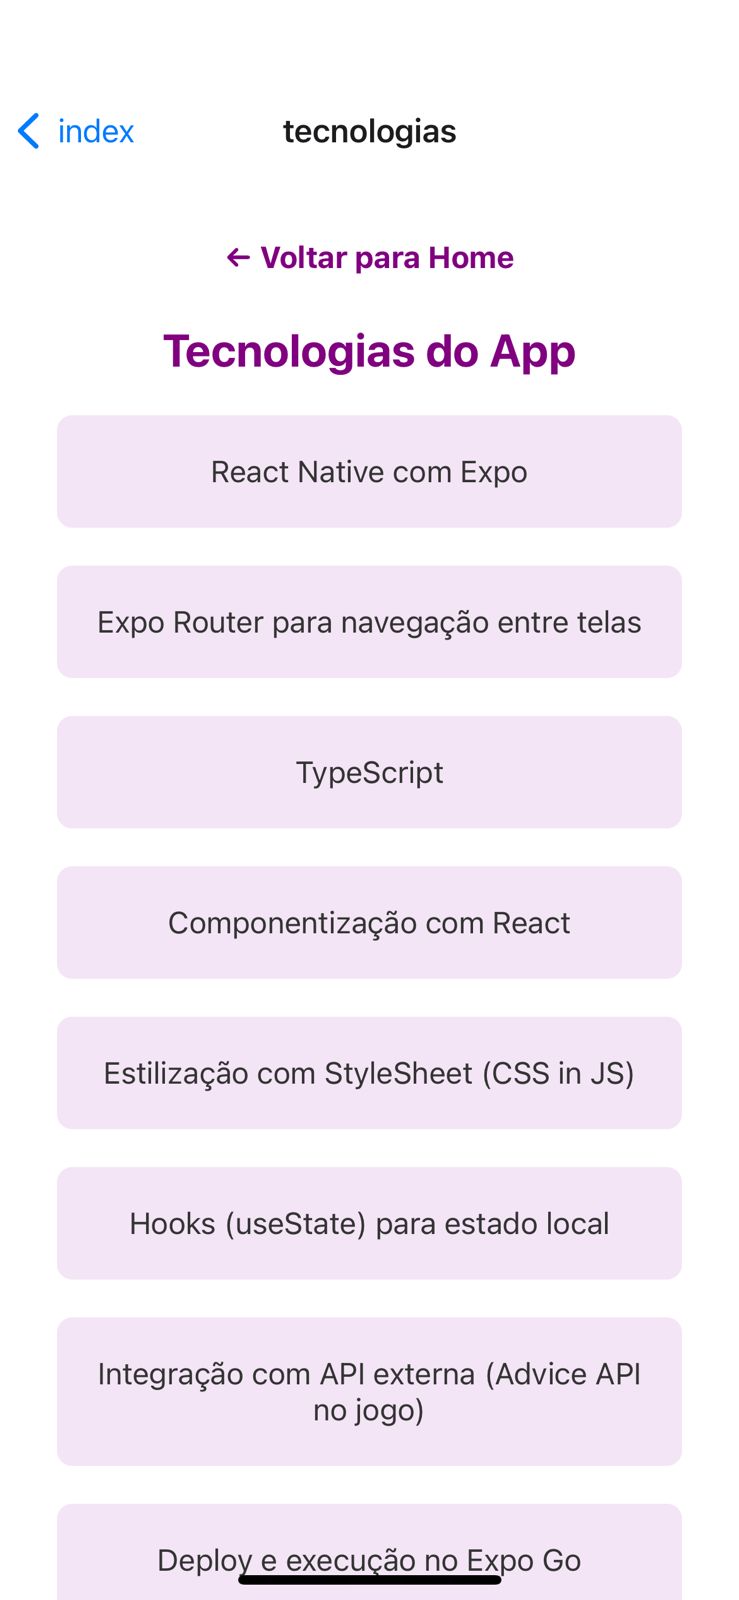 index
tecnologias
← Voltar para Home
Tecnologias do App
React Native com Expo
Expo Router para navegação entre telas
TypeScript
Componentização com React
Estilização com StyleSheet (CSS in JS)
Hooks (useState) para estado local
Integração com API externa (Advice API
no jogo)
Deploy e execução no Expo Go